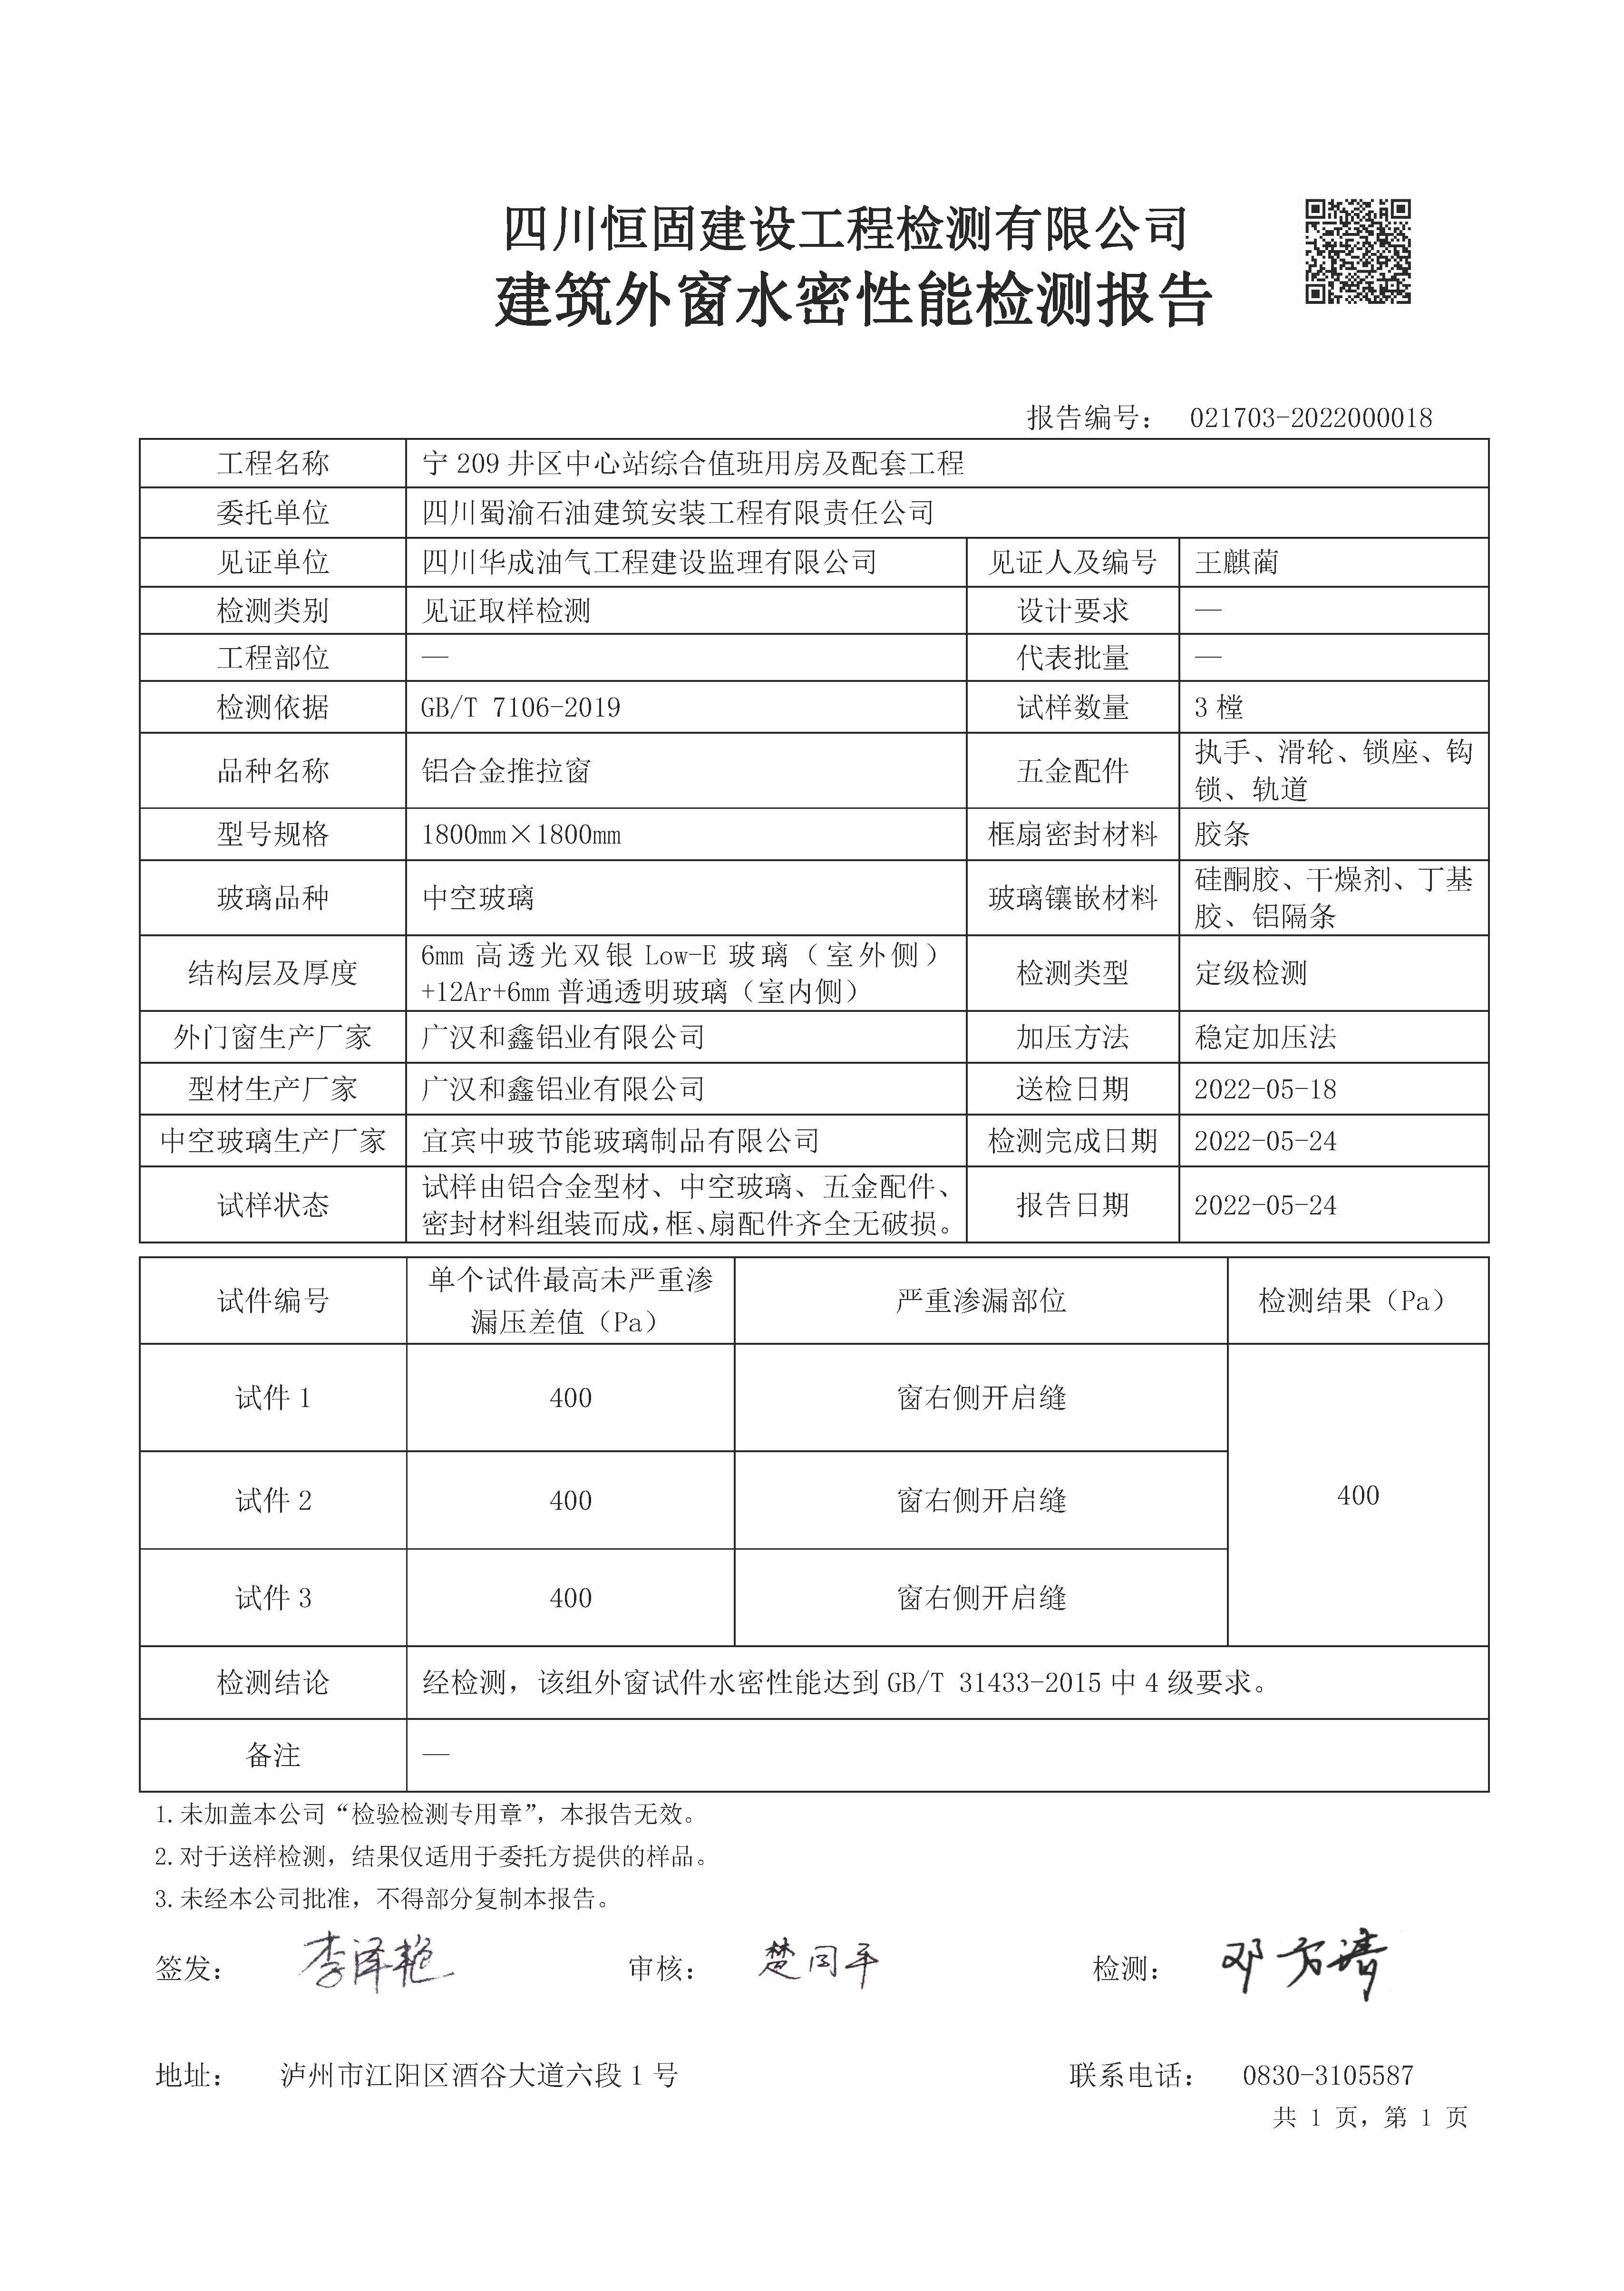 四川恒固建设工程检测有限公司
建筑外窗水密性能检测报告
报告编号： 021703-2022000018
工程名称 宁 209 井区中心站综合值班用房及配套工程
委托单位 四川蜀渝石油建筑安装工程有限责任公司
见证单位 四川华成油气工程建设监理有限公司 见证人及编号 王麒蔺
检测类别 见证取样检测 设计要求 —
工程部位 — 代表批量 —
检测依据 GB/T 7106-2019 试样数量 3 樘
品种名称 铝合金推拉窗 五金配件 执手、滑轮、锁座、钩
锁、轨道
型号规格 1800mm×1800mm 框扇密封材料 胶条
玻璃品种 中空玻璃 玻璃镶嵌材料 硅酮胶、干燥剂、丁基
胶、铝隔条
结构层及厚度 6mm 高透光双银 Low-E 玻璃（室外侧）
+12Ar+6mm 普通透明玻璃（室内侧） 检测类型 定级检测
外门窗生产厂家 广汉和鑫铝业有限公司 加压方法 稳定加压法
型材生产厂家 广汉和鑫铝业有限公司 送检日期 2022-05-18
中空玻璃生产厂家 宜宾中玻节能玻璃制品有限公司 检测完成日期 2022-05-24
试样状态 试样由铝合金型材、中空玻璃、五金配件、
密封材料组装而成，框、扇配件齐全无破损。 报告日期 2022-05-24
试件编号 单个试件最高未严重渗
漏压差值（Pa） 严重渗漏部位 检测结果（Pa）
试件 1 400 窗右侧开启缝
试件 2 400 窗右侧开启缝 400
试件 3 400 窗右侧开启缝
检测结论 经检测，该组外窗试件水密性能达到 GB/T 31433-2015 中 4 级要求。
备注 —
1.未加盖本公司“检验检测专用章”，本报告无效。
2.对于送样检测，结果仅适用于委托方提供的样品。
3.未经本公司批准，不得部分复制本报告。
签发： 李泽艳 审核： 楚同平 检测： 邓方清
地址： 泸州市江阳区酒谷大道六段 1 号 联系电话： 0830-3105587
共 1 页，第 1 页